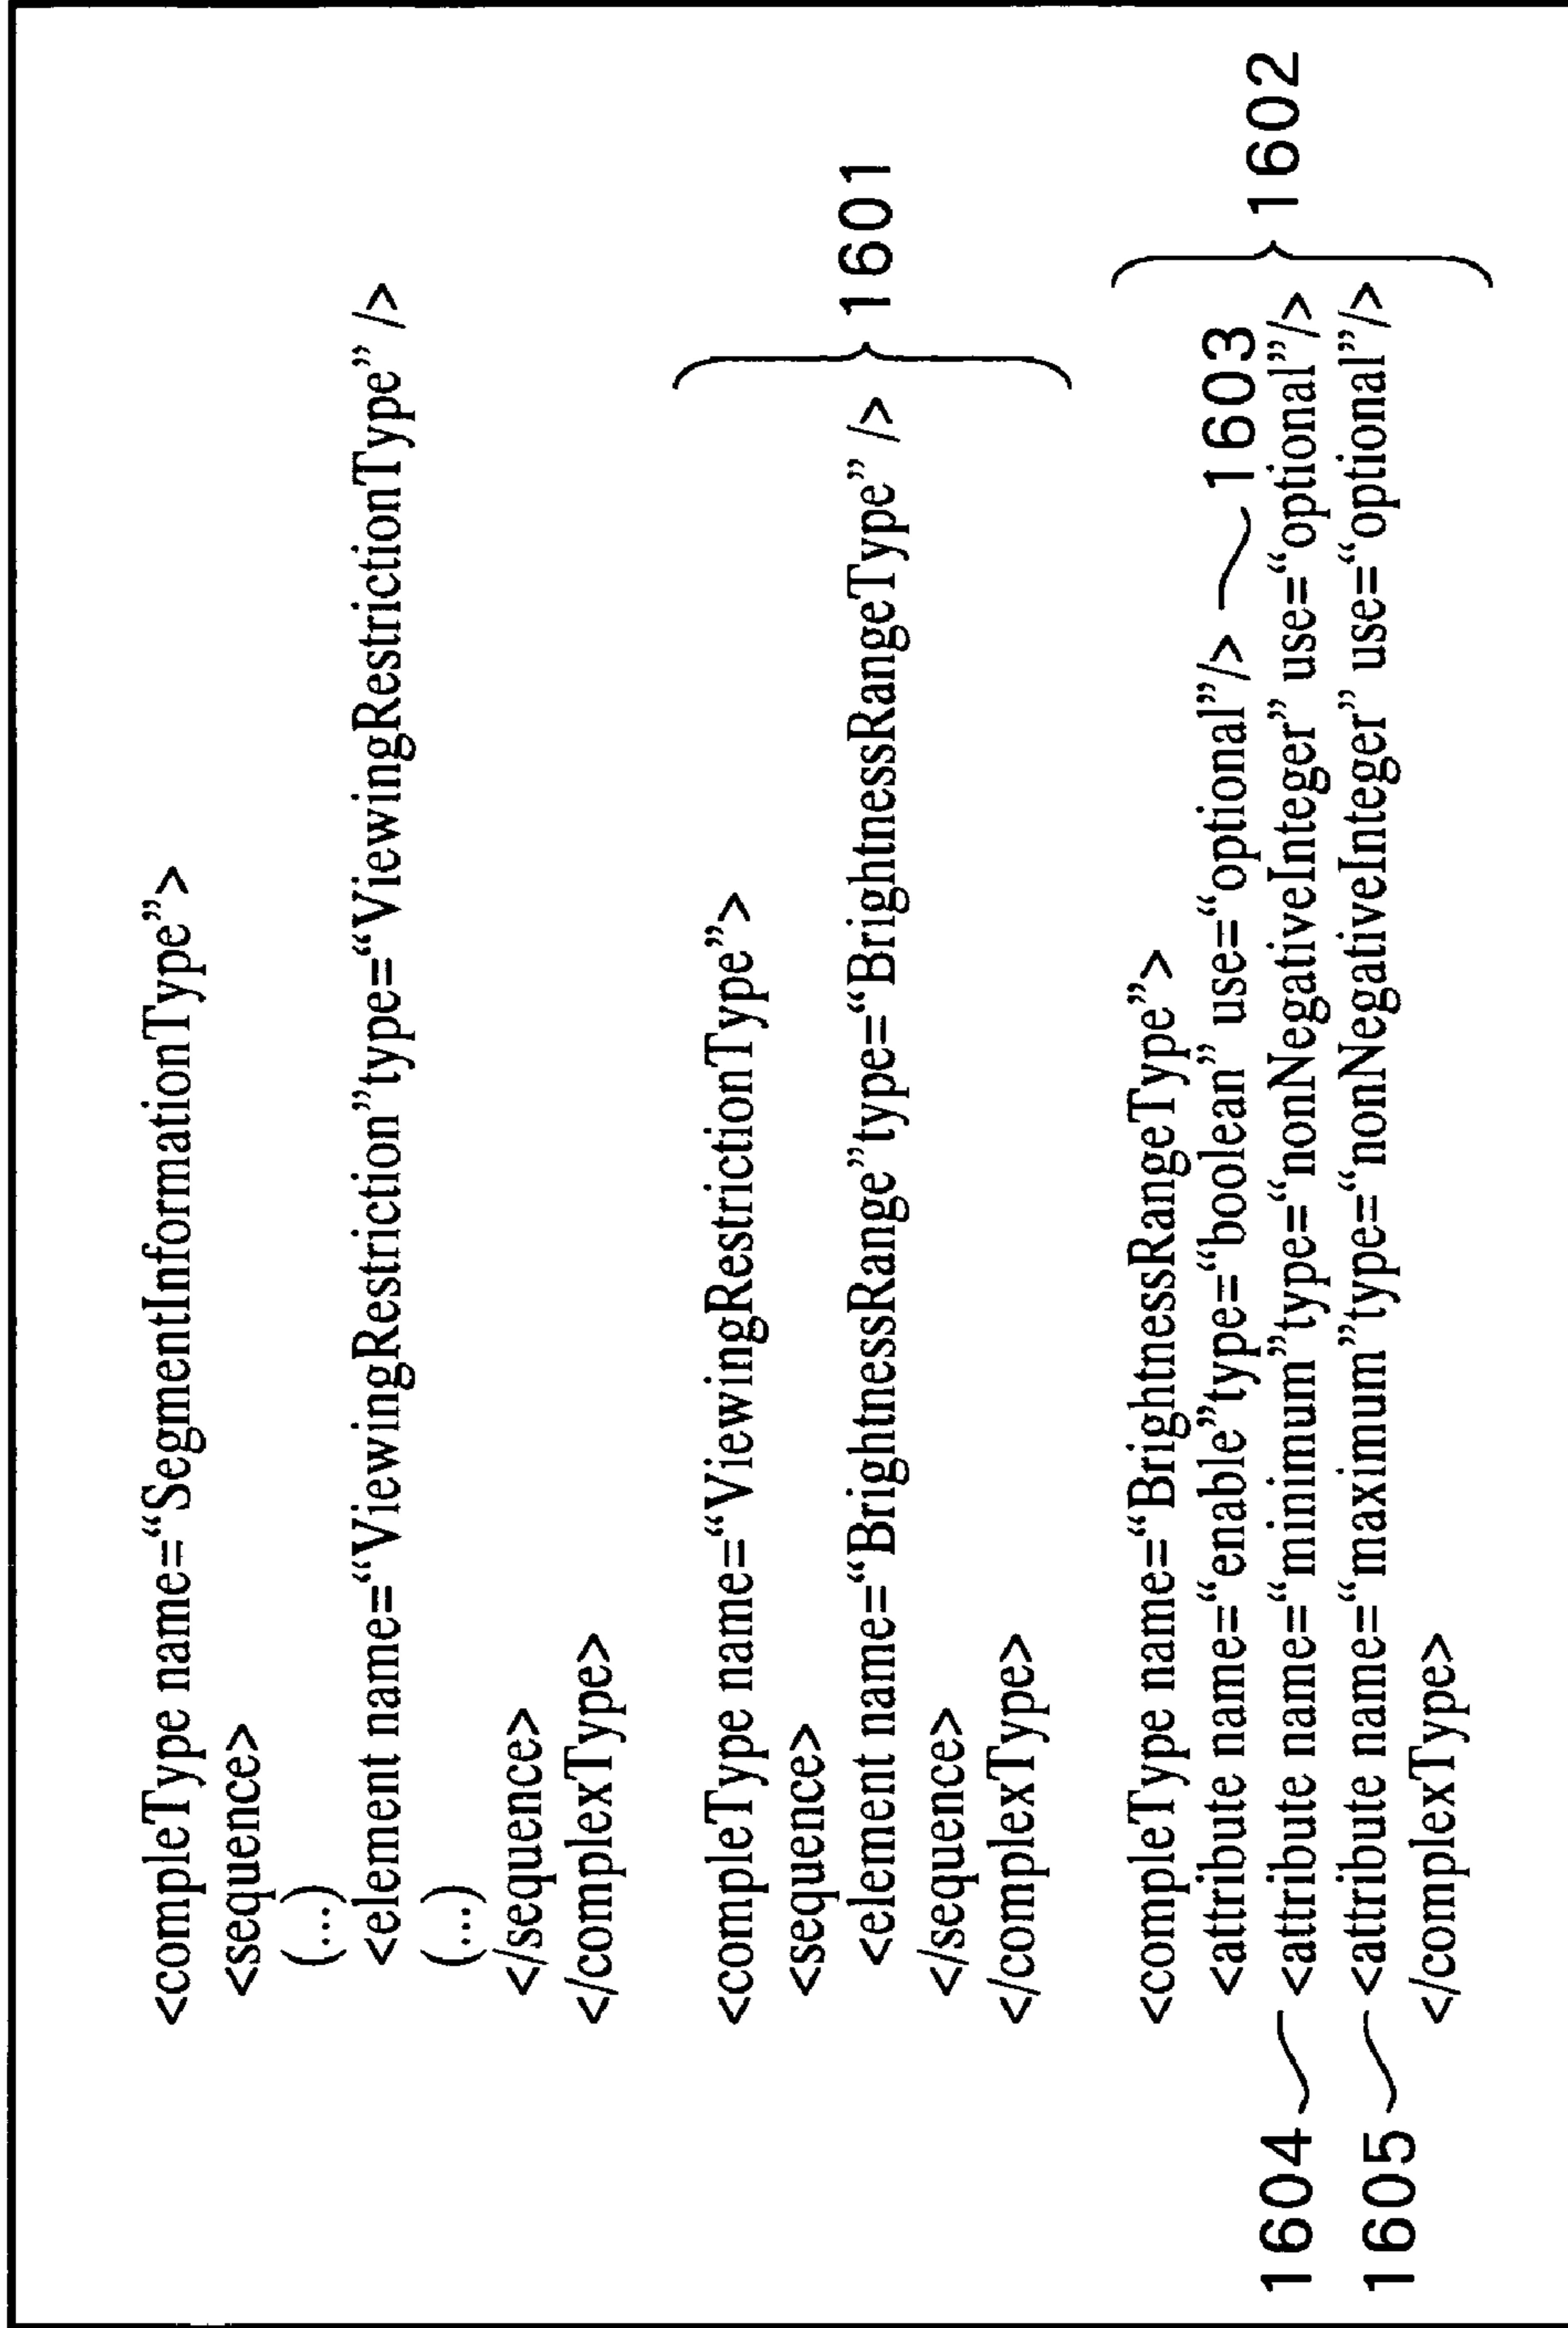 <compleType name=“SegmentInformationType”>
<sequence>
(...)
<element name=“ViewingRestriction”type=“ViewingRestrictionType” />
(...)
</sequence>
</complexType>
<compleType name=“ViewingRestrictionType”>
<sequence>
<element name=“BrightnessRange”type=“BrightnessRangeType” />
</sequence>
</complexType>
1601
<compleType name=“BrightnessRangeType”>
<attribute name=“enable”type=“boolean” use=“optional”/> 1603
1604 <attribute name=“minimum”type=“nonNegativeInteger” use=“optional”/>
1605 <attribute name=“maximum”type=“nonNegativeInteger” use=“optional”/>
</complexType>
1602